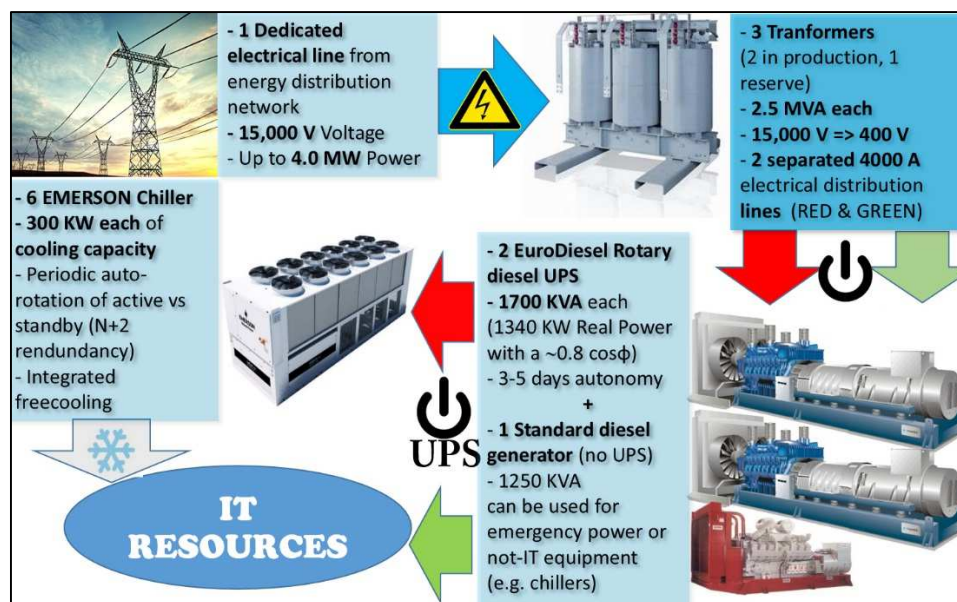 - 1 Dedicated
electrical line from
energy distribution
network
- 15,000 V Voltage
- Up to 4.0 MW Power
- 3 Tranformers
(2 in production, 1
reserve)
- 2.5 MVA each
- 15,000 V => 400 V
- 2 separated 4000 A
electrical distribution
lines (RED & GREEN)
- 6 EMERSON Chiller
- 300 KW each of
cooling capacity
- Periodic auto-
rotation of active vs
standby (N+2
rendundancy)
- Integrated
freecooling
- 2 EuroDiesel Rotary
diesel UPS
- 1700 KVA each
(1340 KW Real Power
with a ~0.8 cosϕ)
- 3-5 days autonomy
+
- 1 Standard diesel
generator (no UPS)
- 1250 KVA
can be used for
emergency power or
not-IT equipment
(e.g. chillers)
UPS
IT
RESOURCES